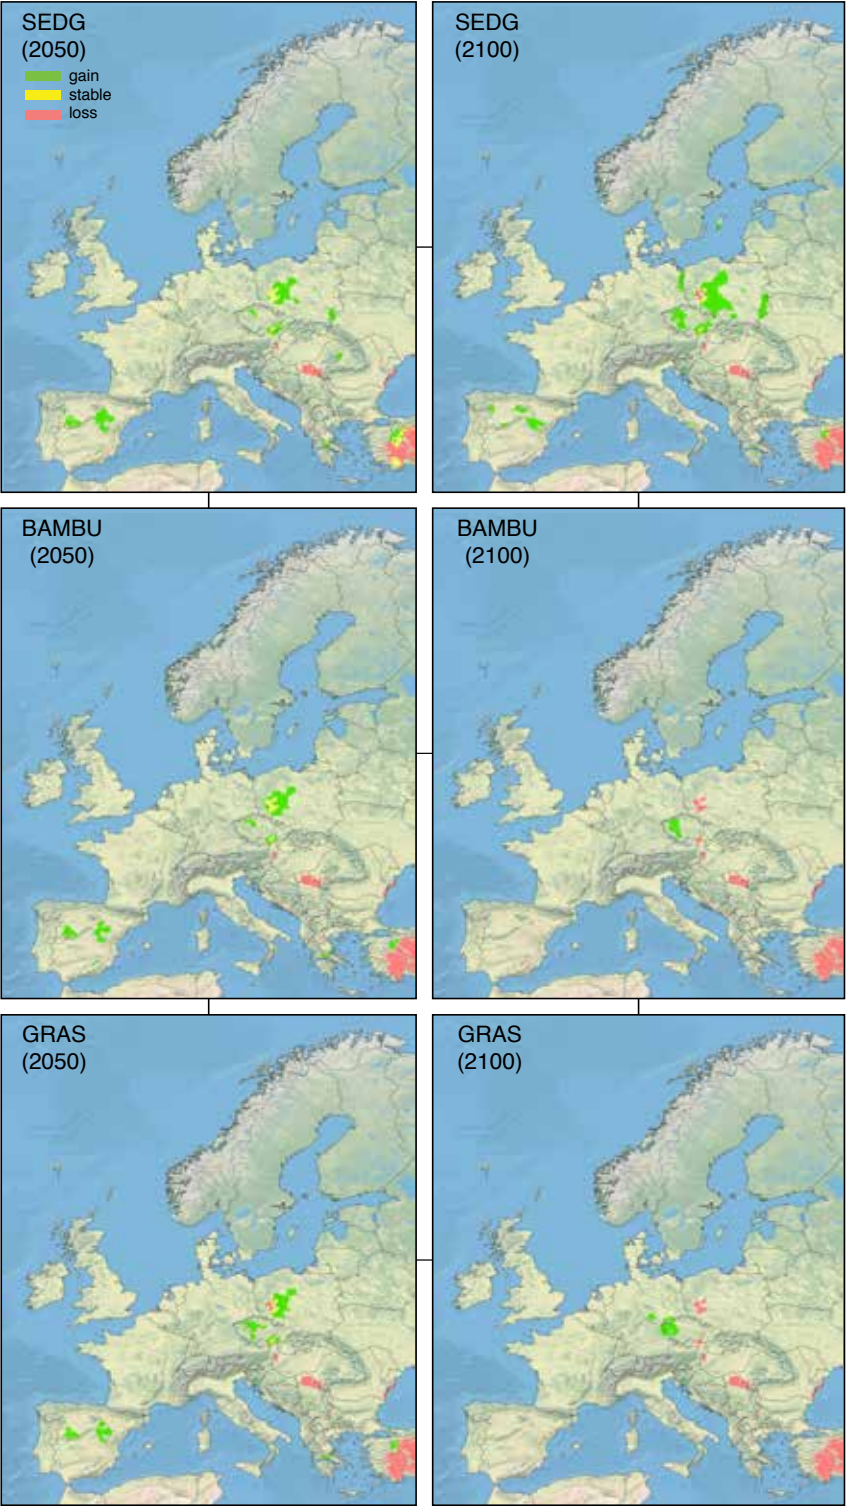 SEDG
(2050)
gain
stable
loss
SEDG
(2100)
BAMBU
(2050)
BAMBU
(2100)
GRAS
(2050)
GRAS
(2100)